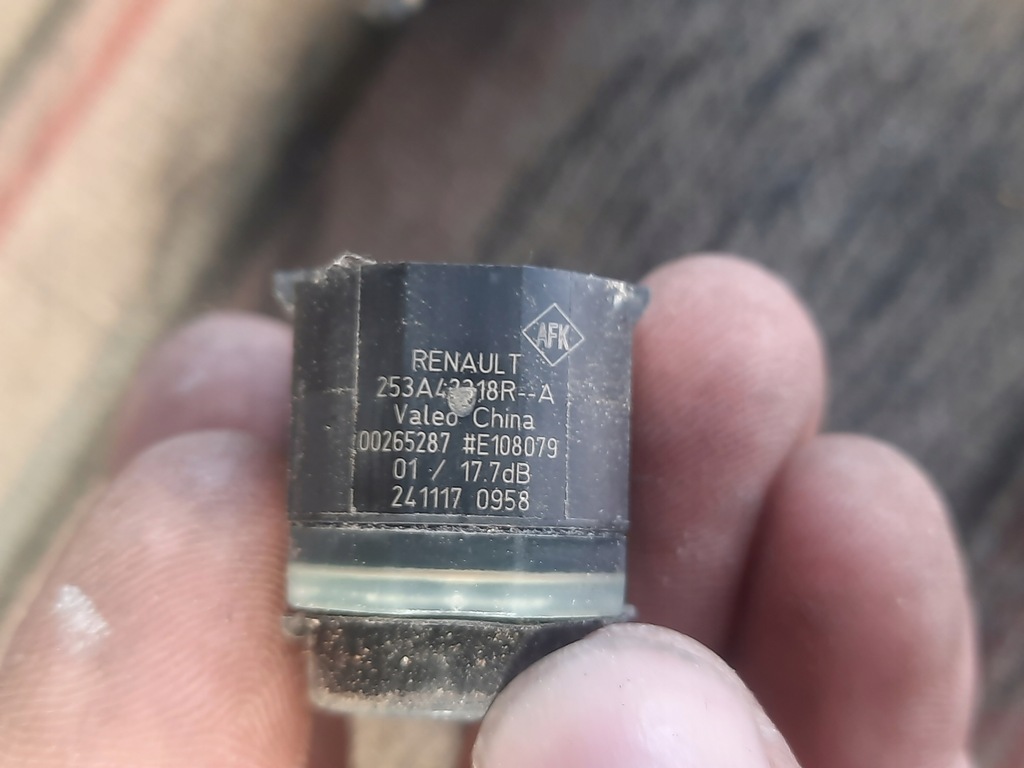 AFK
RENAULT
Valeo China
00265287 #E108079
01 / 17.7dB
241117 0958